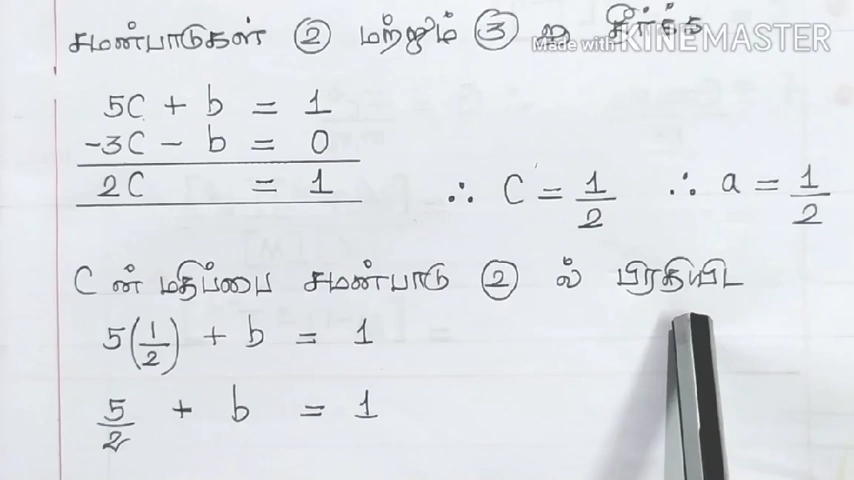 சமன்பாடுகள் ② மற்றும் ③ ஐ தீர்க்க
Made with KINEMASTER
5C + b = 1
-3C - b = 0
2C = 1 ∴ C = 1/2 ∴ a = 1/2
C ன் மதிப்பை சமன்பாடு ② ல் பிரதியிட
5(1/2) + b = 1
5/2 + b = 1